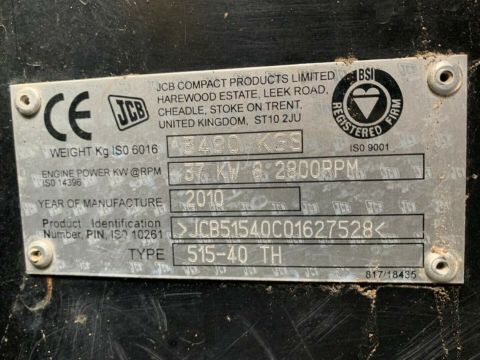 CE
JCB
JCB COMPACT PRODUCTS LIMITED
HAREWOOD ESTATE, LEEK ROAD,
CHEADLE, STOKE ON TRENT.
UNITED KINGDOM, ST10 2JU
BSI
REGISTERED FIRM
ISO 9001
WEIGHT Kg ISO 6016 3480 KGS
ENGINE POWER KW @RPM
ISO 14396
37 KW @ 2800RPM
YEAR OF MANUFACTURE 2010
Product Identification
Number, PIN, ISO 10261
>JCB51540C01627528<
TYPE 515-40 TH
817/18435